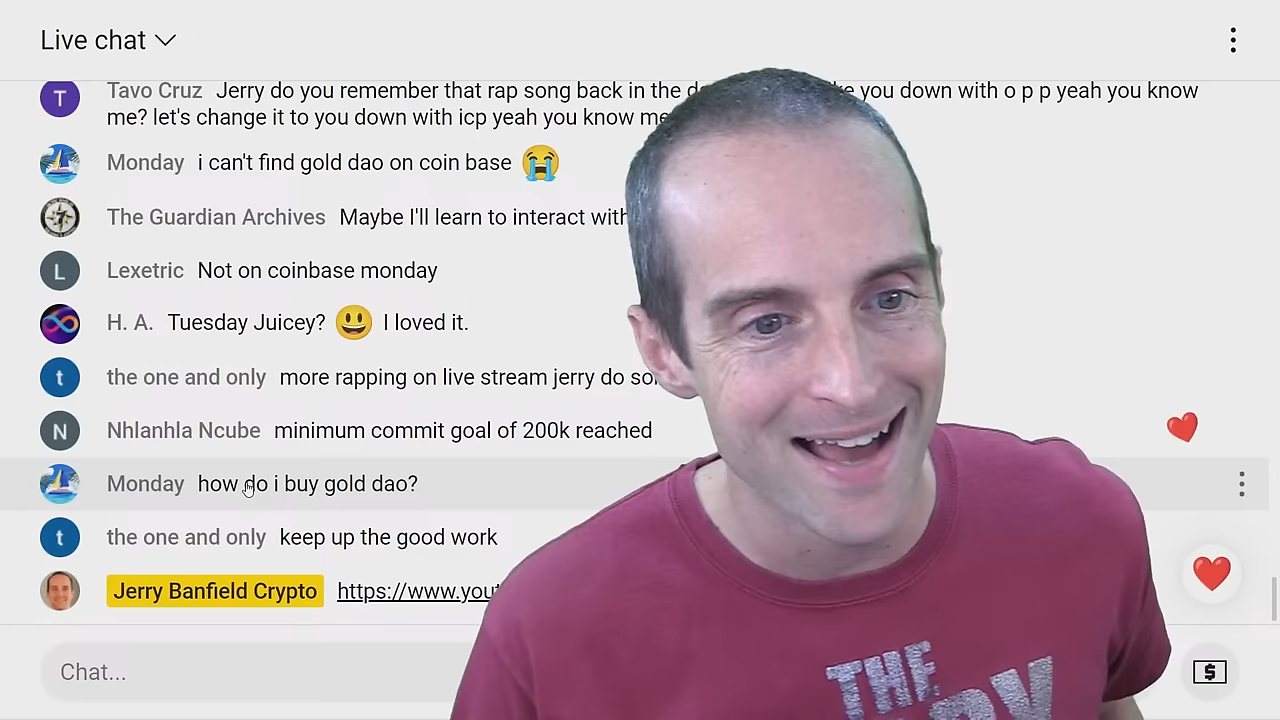 Live chat
T Tavo Cruz Jerry do you remember that rap song back in the you down with o p p yeah you know
me? let's change it to you down with icp yeah you know me
Monday i can't find gold dao on coin base
The Guardian Archives Maybe I'll learn to interact with
L Lexetric Not on coinbase monday
H. A. Tuesday Juicey? I loved it.
t the one and only more rapping on live stream jerry do
N Nhlanhla Ncube minimum commit goal of 200k reached
Monday how do i buy gold dao?
t the one and only keep up the good work
Jerry Banfield Crypto https://www.you
Chat...
$
THE